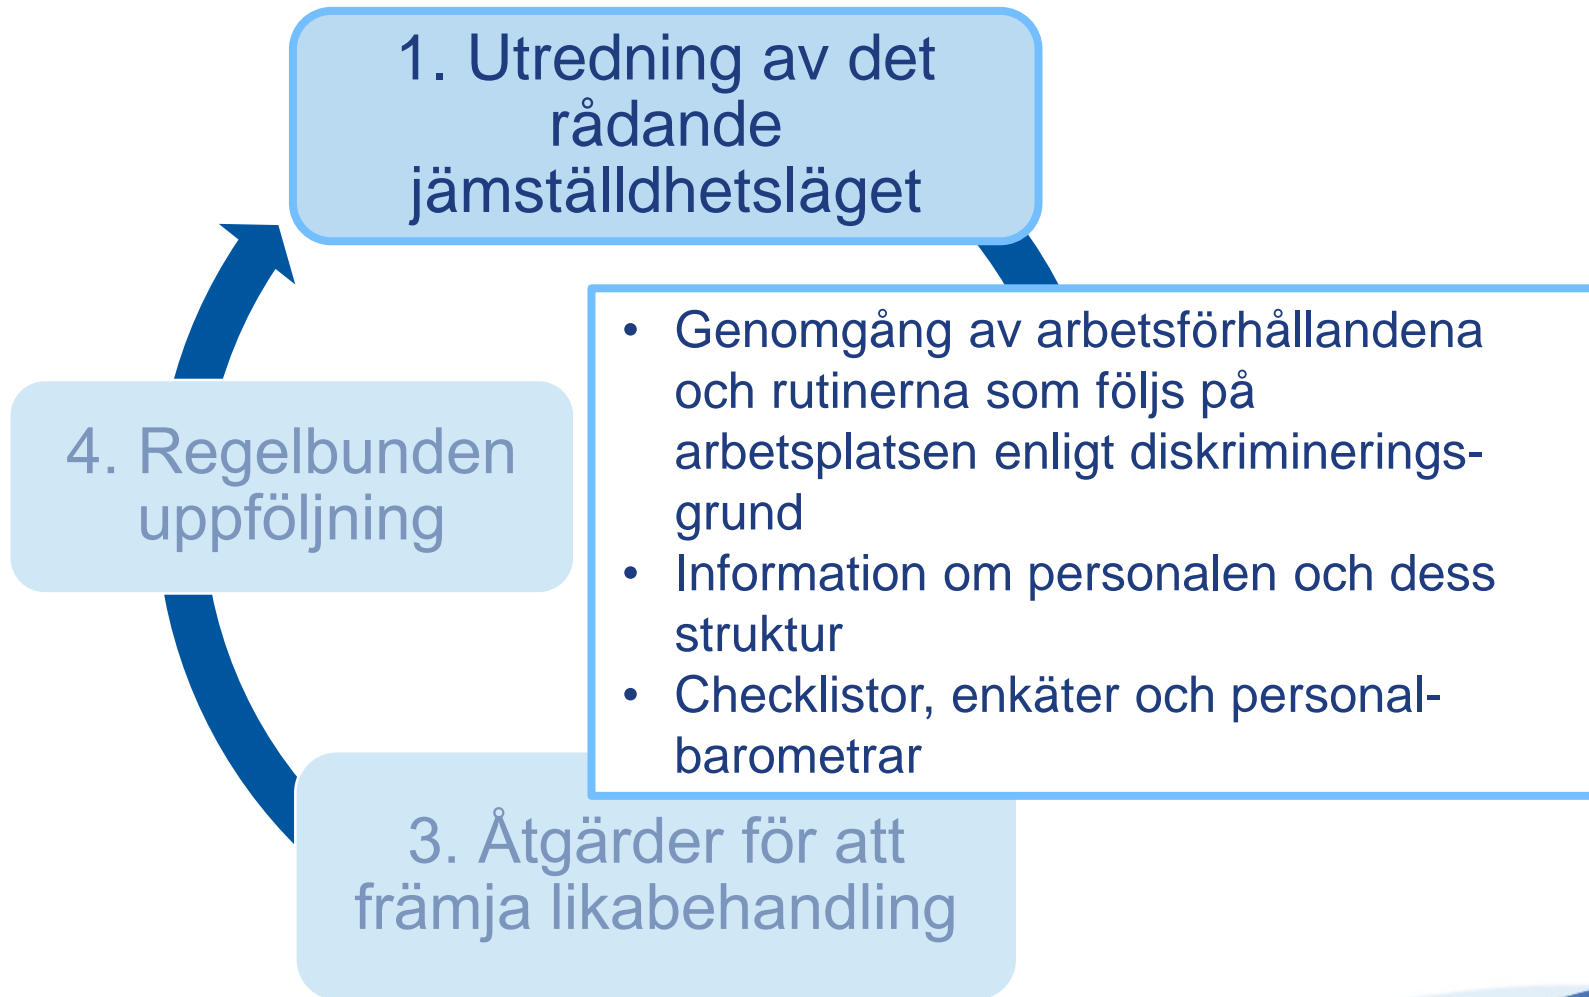 1. Utredning av det
rådande
jämställdhetsläget
• Genomgång av arbetsförhållandena
och rutinerna som följs på
arbetsplatsen enligt diskriminerings-
grund
• Information om personalen och dess
struktur
• Checklistor, enkäter och personal-
barometrar
3. Åtgärder för att
främja likabehandling
4. Regelbunden
uppföljning